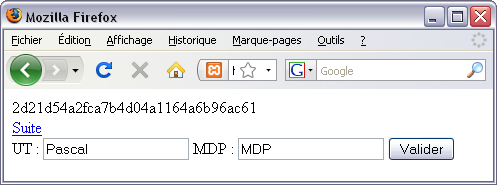 Mozilla Firefox
Fichier Édition Affichage Historique Marque-pages Outils ?
G Google
2d21d54a2fca7b4d04a1164a6b96ac61
Suite
UT : Pascal MDP : MDP Valider